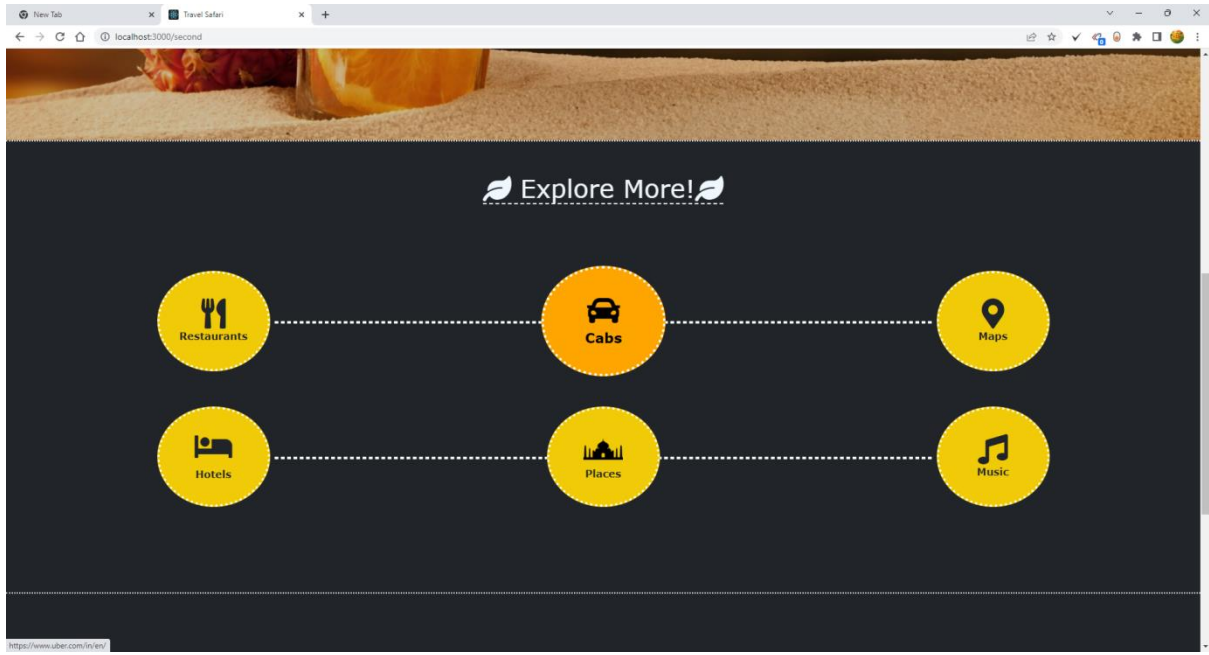 New Tab
Travel Safari
localhost:3000/second
Explore More!
Restaurants
Cabs
Maps
Hotels
Places
Music
https://www.uber.com/in/en/